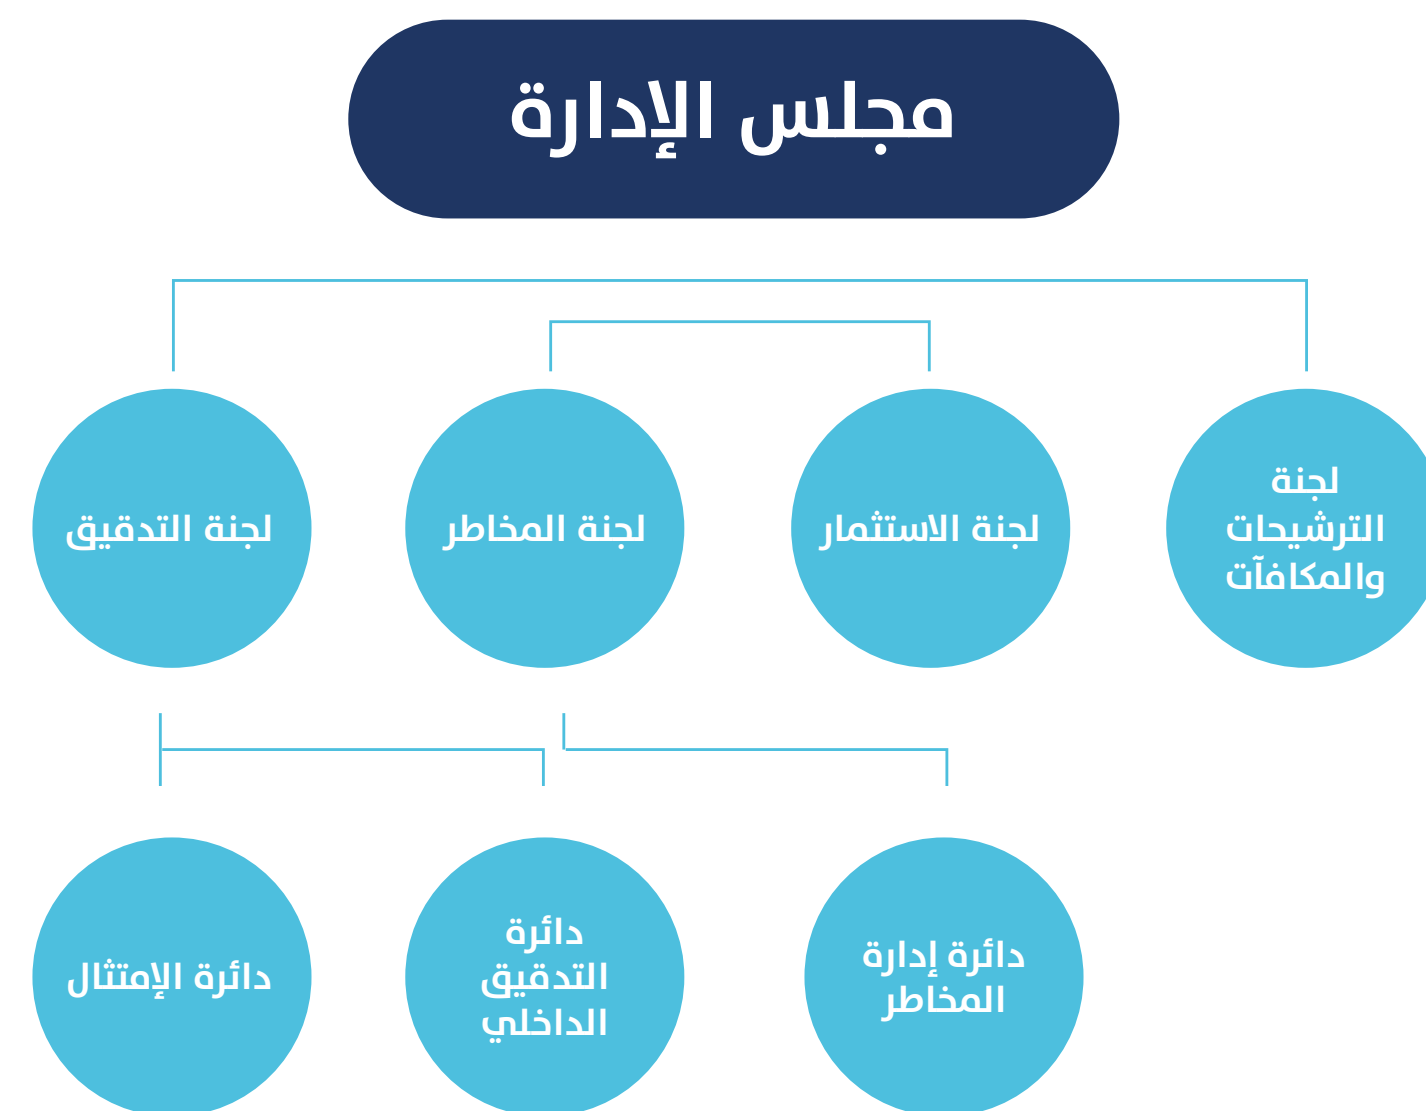 مجلس الإدارة
لجنة
الترشيحات
والمكافآت
لجنة الاستثمار
لجنة المخاطر
لجنة التدقيق
دائرة إدارة
المخاطر
دائرة
التدقيق
الداخلي
دائرة الإمتثال